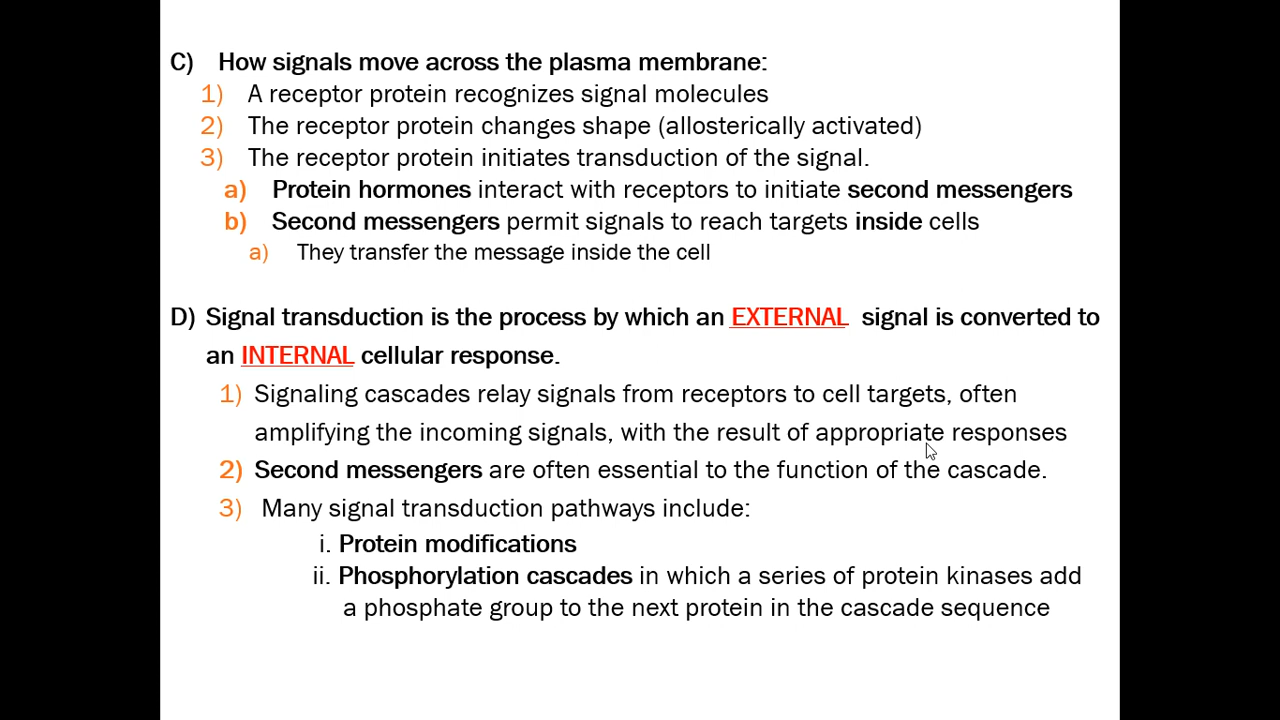 C) How signals move across the plasma membrane:
1) A receptor protein recognizes signal molecules
2) The receptor protein changes shape (allosterically activated)
3) The receptor protein initiates transduction of the signal.
a) Protein hormones interact with receptors to initiate second messengers
b) Second messengers permit signals to reach targets inside cells
a) They transfer the message inside the cell
D) Signal transduction is the process by which an EXTERNAL signal is converted to
an INTERNAL cellular response.
1) Signaling cascades relay signals from receptors to cell targets, often
amplifying the incoming signals, with the result of appropriate responses
2) Second messengers are often essential to the function of the cascade.
3) Many signal transduction pathways include:
i. Protein modifications
ii. Phosphorylation cascades in which a series of protein kinases add
a phosphate group to the next protein in the cascade sequence